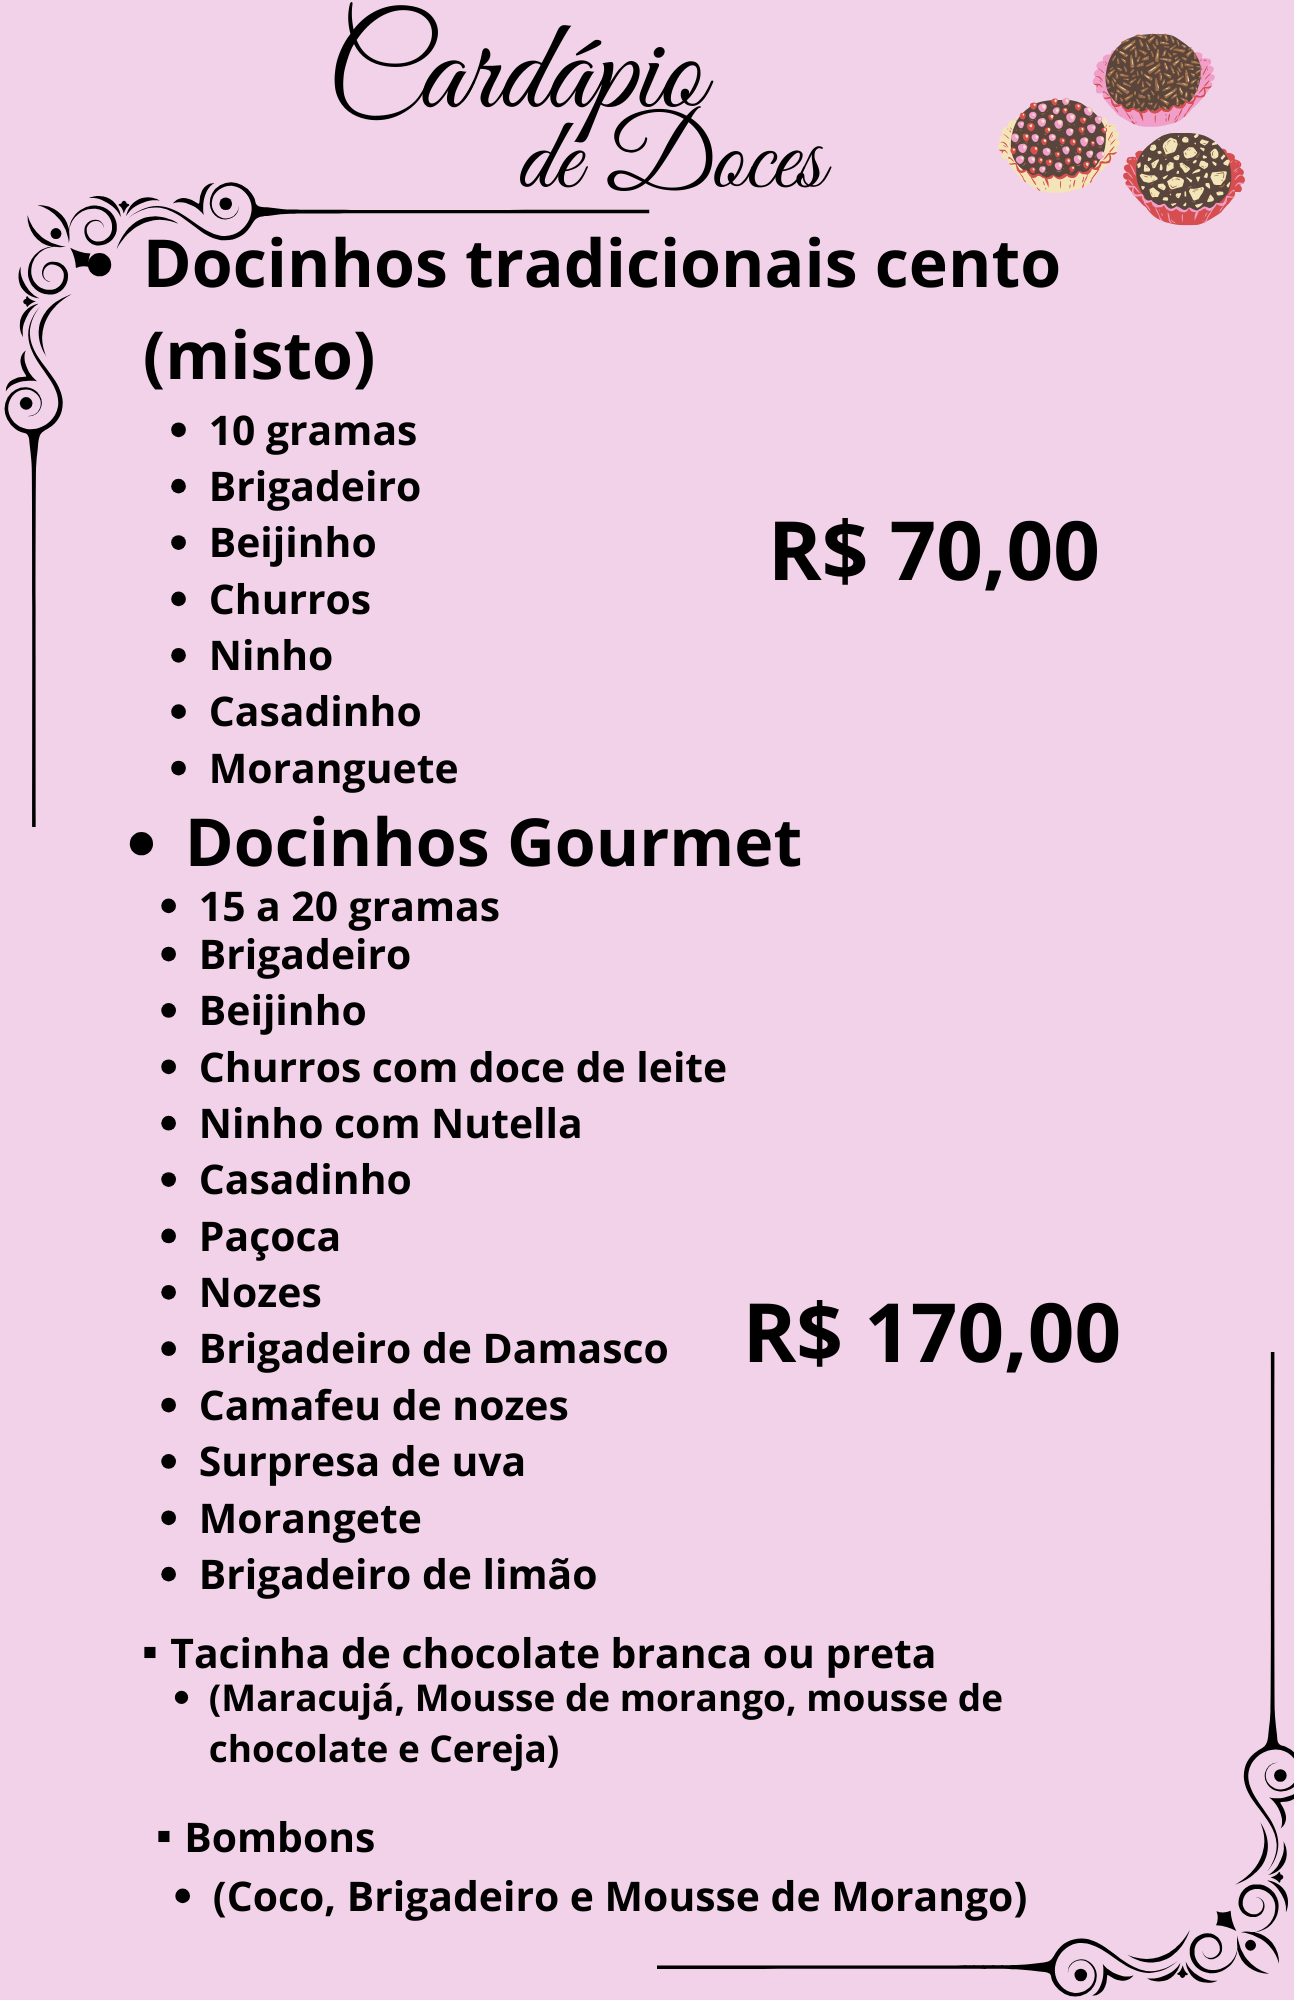 Cardápio
de Doces
• Docinhos tradicionais cento
(misto)
• 10 gramas
• Brigadeiro
• Beijinho
• Churros
• Ninho
• Casadinho
• Moranguete
R$ 70,00
• Docinhos Gourmet
• 15 a 20 gramas
• Brigadeiro
• Beijinho
• Churros com doce de leite
• Ninho com Nutella
• Casadinho
• Paçoca
• Nozes
• Brigadeiro de Damasco
• Camafeu de nozes
• Surpresa de uva
• Morangete
• Brigadeiro de limão
R$ 170,00
▪ Tacinha de chocolate branca ou preta
• (Maracujá, Mousse de morango, mousse de
chocolate e Cereja)
▪ Bombons
• (Coco, Brigadeiro e Mousse de Morango)